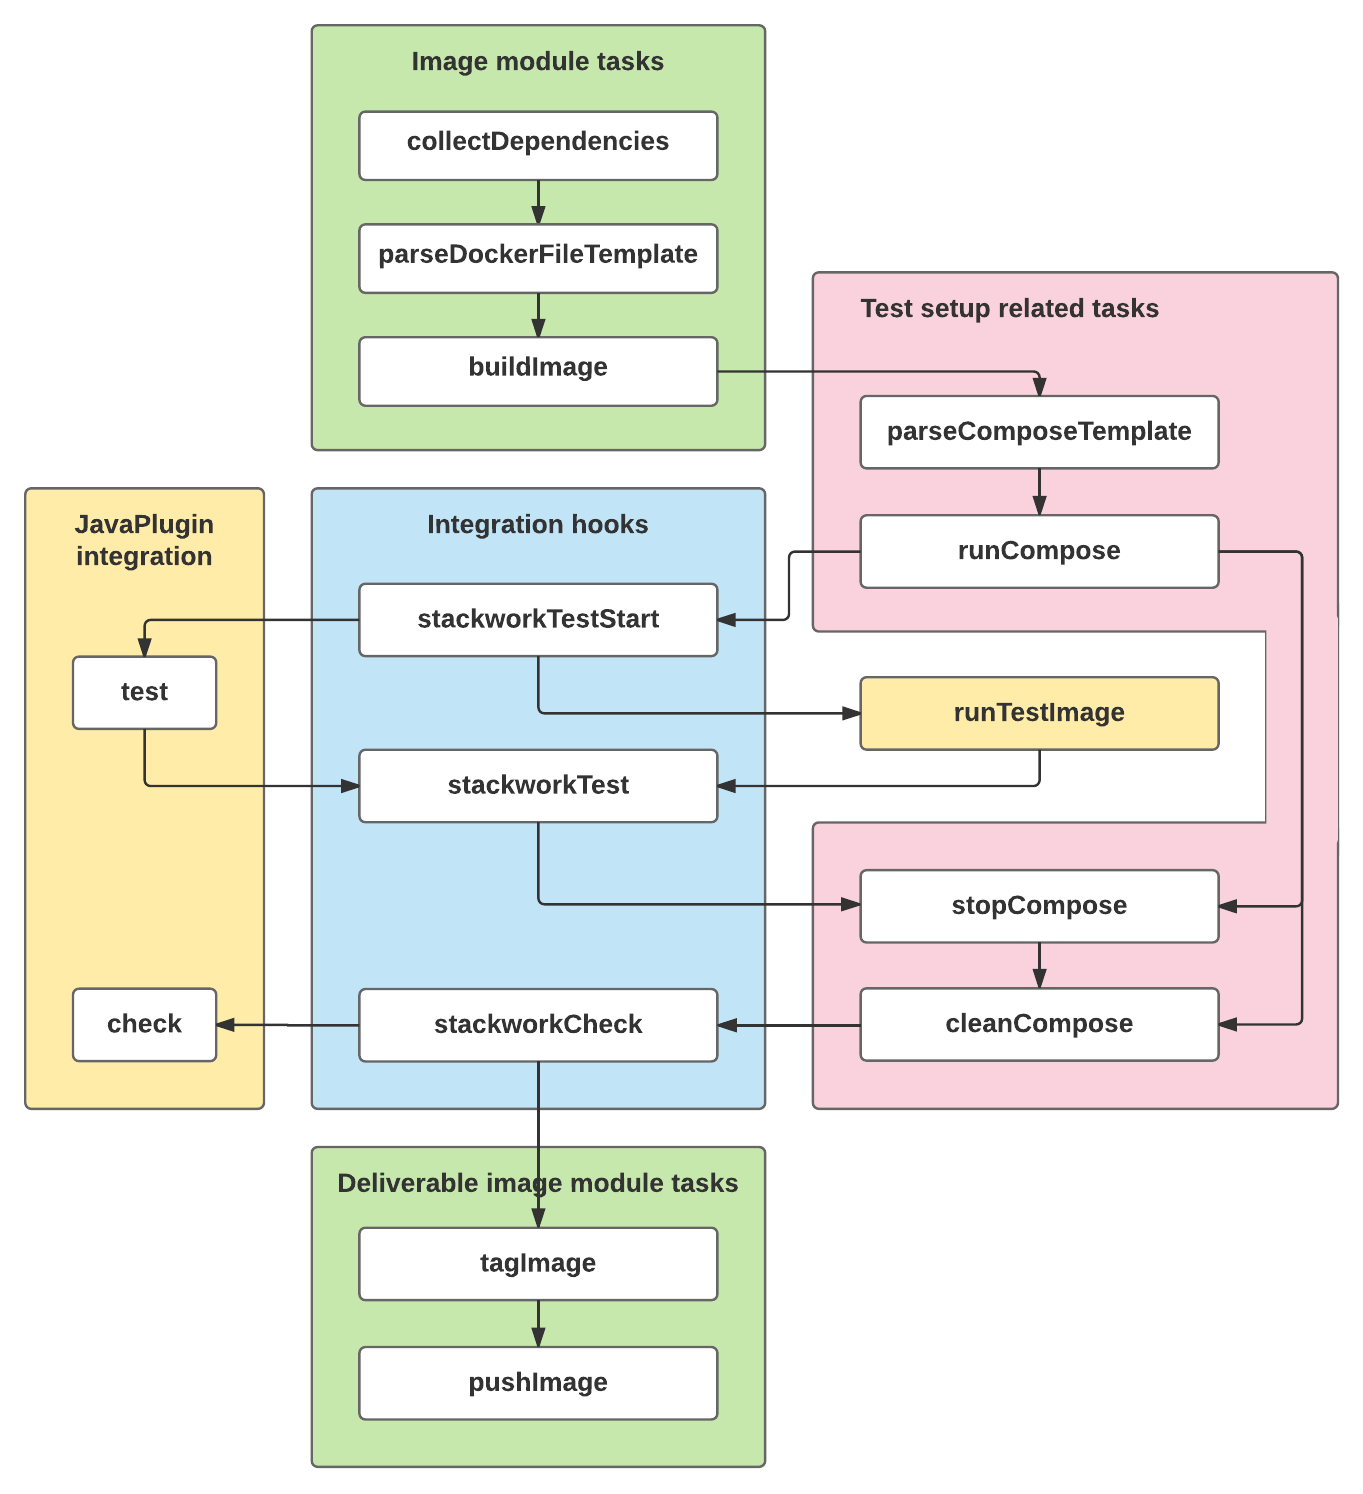 Image module tasks
collectDependencies
parseDockerFileTemplate
buildImage
Test setup related tasks
parseComposeTemplate
runCompose
JavaPlugin
integration
test
check
Integration hooks
stackworkTestStart
runTestImage
stackworkTest
stopCompose
cleanCompose
stackworkCheck
Deliverable image module tasks
tagImage
pushImage